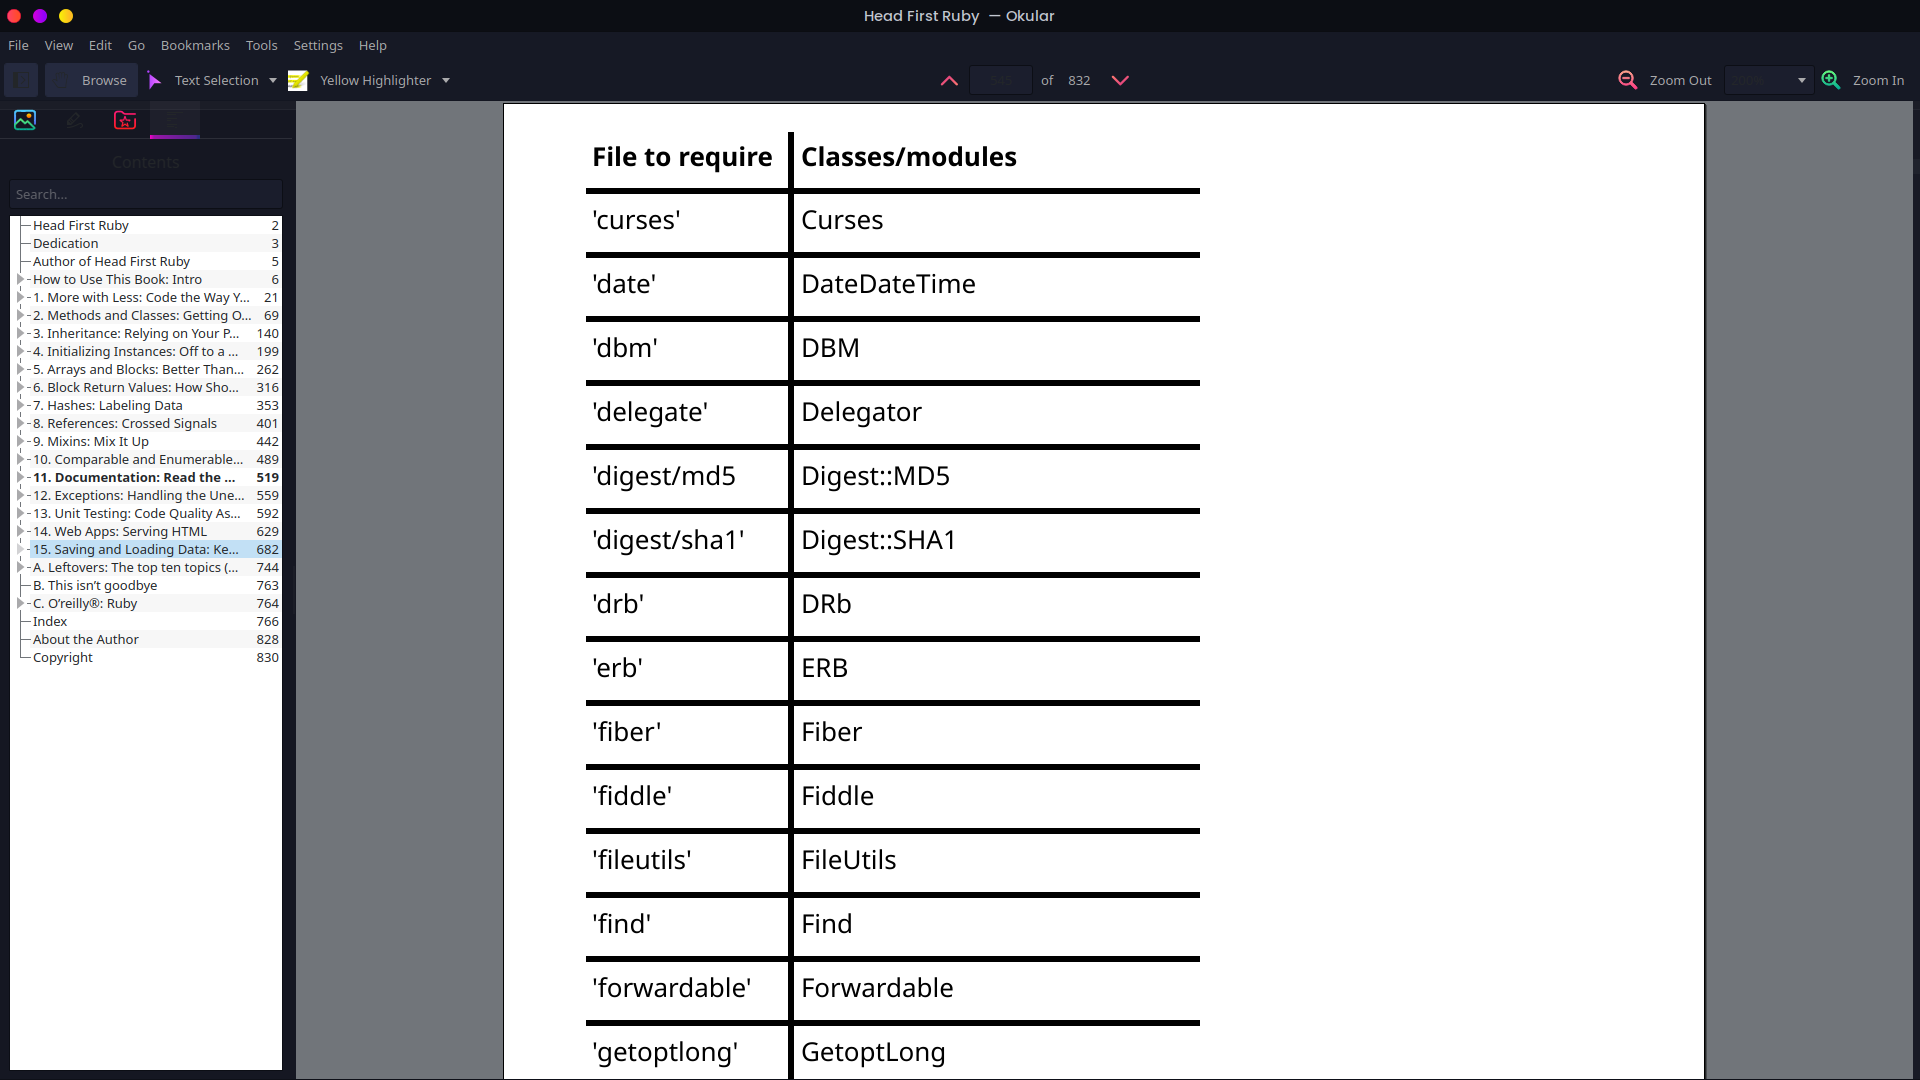 Head First Ruby — Okular
File View Edit Go Bookmarks Tools Settings Help
Browse Text Selection Yellow Highlighter of 832 Zoom Out Zoom In
Contents
Search...
Head First Ruby 2
Dedication 3
Author of Head First Ruby 5
How to Use This Book: Intro 6
1. More with Less: Code the Way Y... 21
2. Methods and Classes: Getting O... 69
3. Inheritance: Relying on Your P... 140
4. Initializing Instances: Off to a ... 199
5. Arrays and Blocks: Better Than... 262
6. Block Return Values: How Sho... 316
7. Hashes: Labeling Data 353
8. References: Crossed Signals 401
9. Mixins: Mix It Up 442
10. Comparable and Enumerable... 489
11. Documentation: Read the ... 519
12. Exceptions: Handling the Une... 559
13. Unit Testing: Code Quality As... 592
14. Web Apps: Serving HTML 629
15. Saving and Loading Data: Ke... 682
A. Leftovers: The top ten topics (... 744
B. This isn’t goodbye 763
C. O’reilly®: Ruby 764
Index 766
About the Author 828
Copyright 830
File to require Classes/modules
'curses' Curses
'date' DateDateTime
'dbm' DBM
'delegate' Delegator
'digest/md5 Digest::MD5
'digest/sha1' Digest::SHA1
'drb' DRb
'erb' ERB
'fiber' Fiber
'fiddle' Fiddle
'fileutils' FileUtils
'find' Find
'forwardable' Forwardable
'getoptlong' GetoptLong